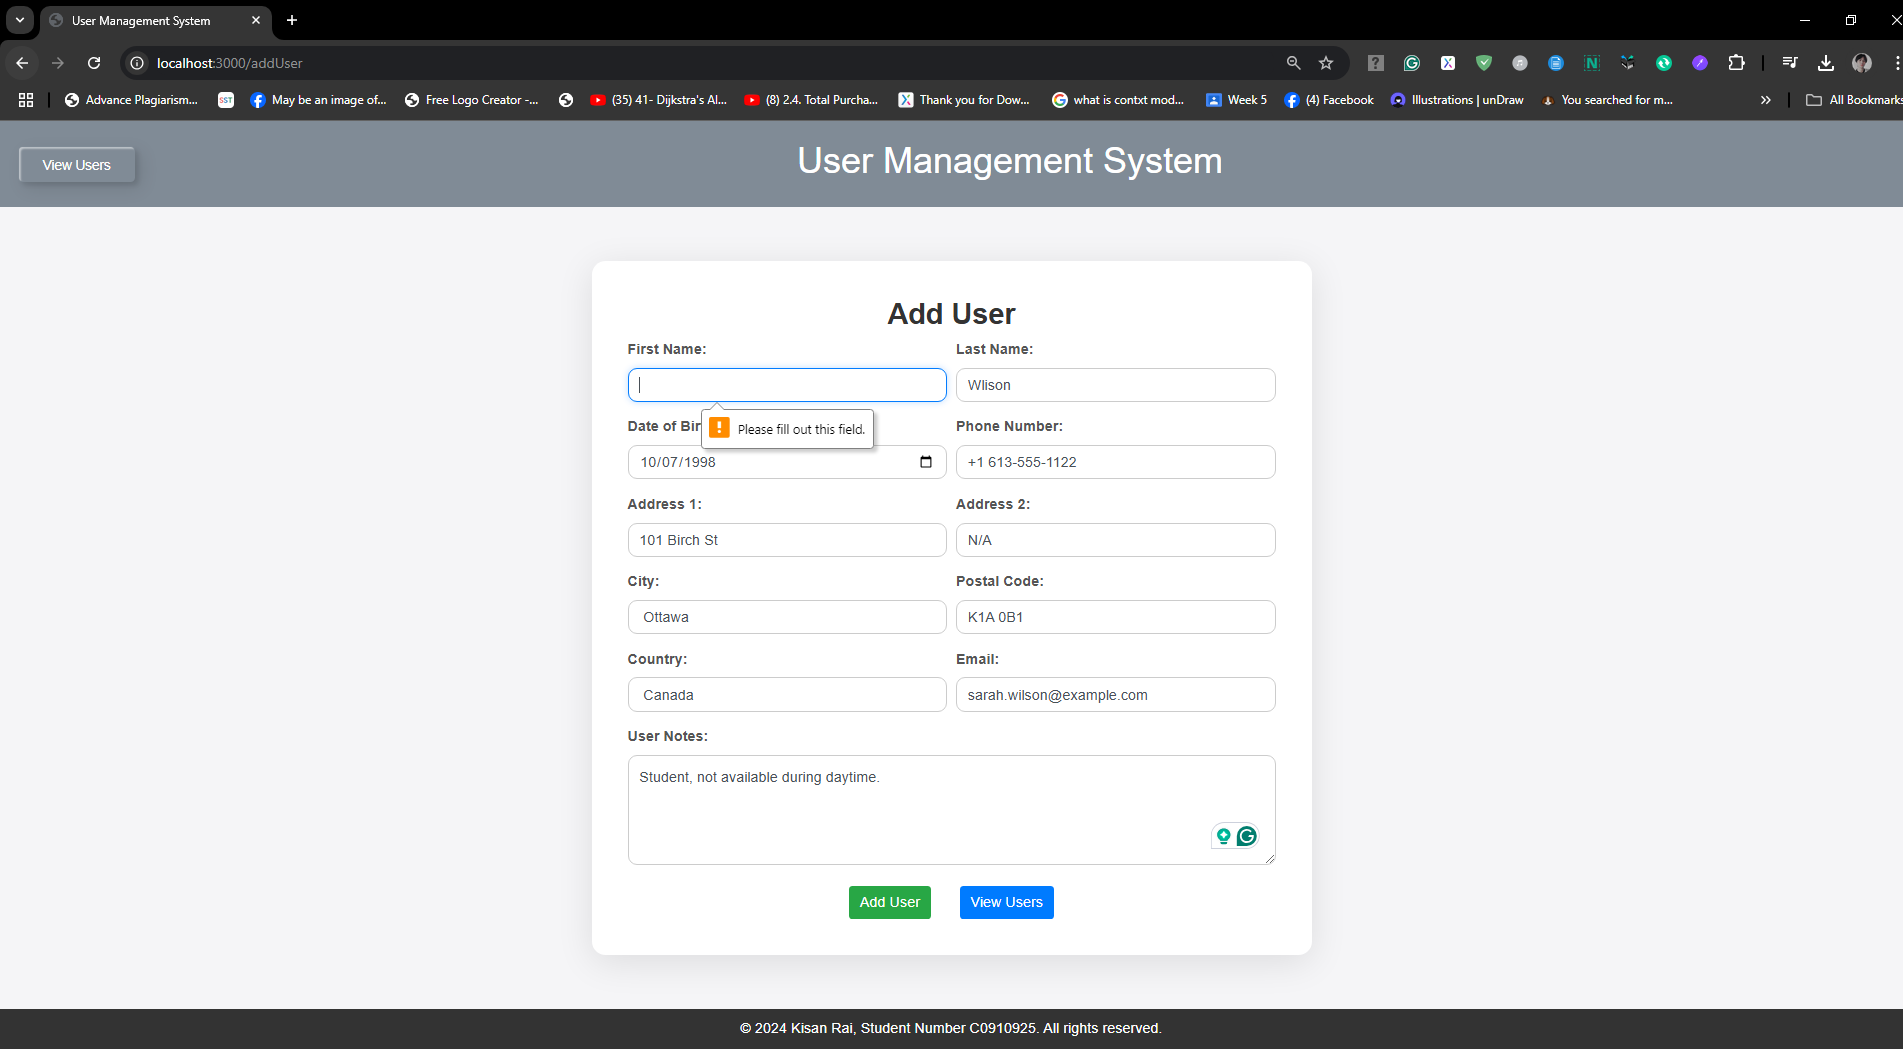 User Management System
localhost:3000/addUser
Advance Plagiarism... SST May be an image of... Free Logo Creator -... (35) 41- Dijkstra's Al... (8) 2.4. Total Purcha... Thank you for Dow... what is contxt mod... Week 5 (4) Facebook Illustrations | unDraw You searched for m... All Bookmarks
View Users
User Management System
Add User
First Name: Last Name:
Wlison
Please fill out this field.
Date of Bir Phone Number:
10/07/1998 +1 613-555-1122
Address 1: Address 2:
101 Birch St N/A
City: Postal Code:
Ottawa K1A 0B1
Country: Email:
Canada sarah.wilson@example.com
User Notes:
Student, not available during daytime.
Add User View Users
© 2024 Kisan Rai, Student Number C0910925. All rights reserved.